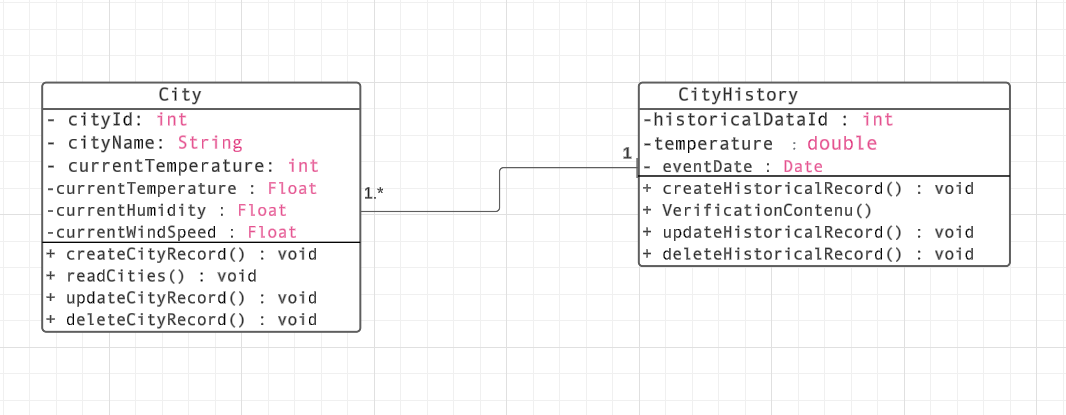 City
- cityId: int
- cityName: String
- currentTemperature: int
-currentTemperature : Float
-currentHumidity : Float
-currentWindSpeed : Float
+ createCityRecord() : void
+ readCities() : void
+ updateCityRecord() : void
+ deleteCityRecord() : void
1.*
1
CityHistory
-historicalDataId : int
-temperature : double
- eventDate : Date
+ createHistoricalRecord() : void
+ VerificationContenu()
+ updateHistoricalRecord() : void
+ deleteHistoricalRecord() : void